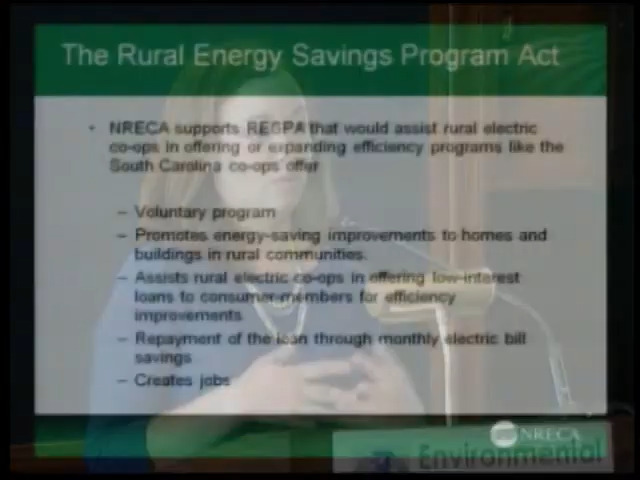 The Rural Energy Savings Program Act
• NRECA supports RESPA that would assist rural electric
co-ops in offering or expanding efficiency programs like the
South Carolina co-ops offer
– Voluntary program
– Promotes energy-saving improvements to homes and
buildings in rural communities.
– Assists rural electric co-ops in offering low-interest
loans to consumer-members for efficiency
improvements
– Repayment of the loan through monthly electric bill
savings
– Creates jobs
NRECA
Environmental